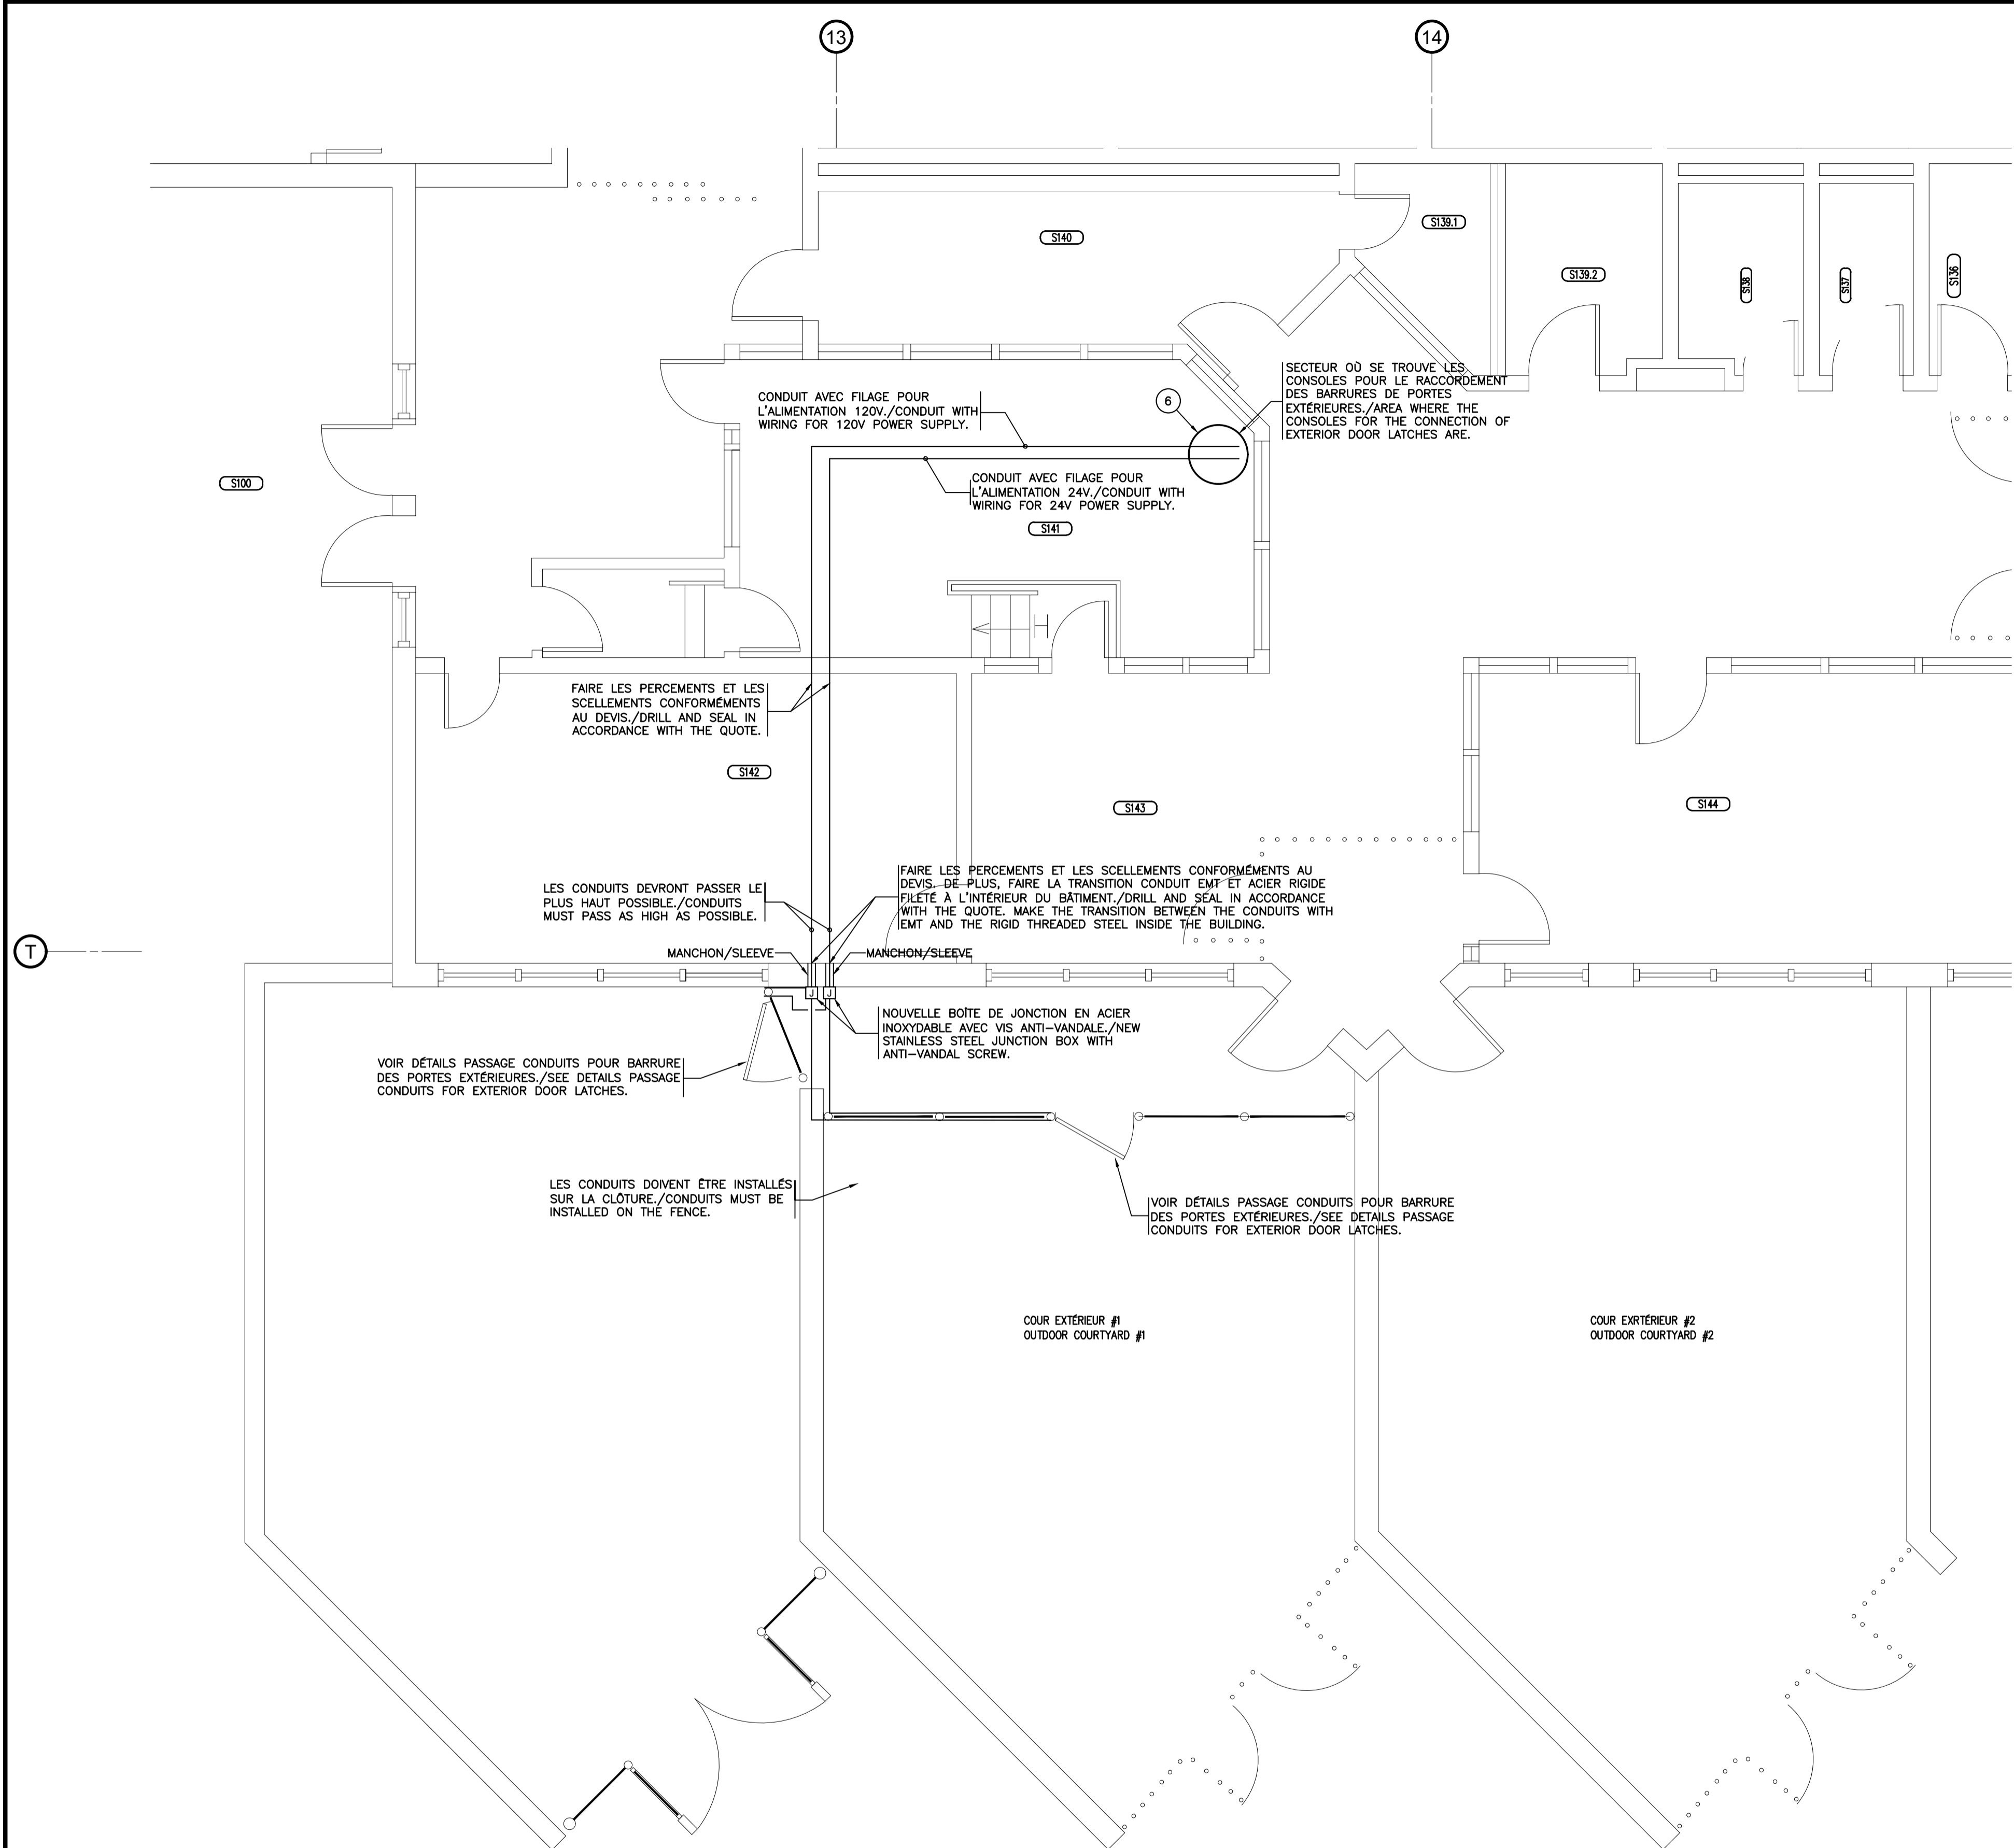 13
14
S140
S139.1
S139.2
S138
S137
S136
CONDUIT AVEC FILAGE POUR
L'ALIMENTATION 120V./CONDUIT WITH
WIRING FOR 120V POWER SUPPLY.
6
SECTEUR OÙ SE TROUVE LES
CONSOLES POUR LE RACCORDEMENT
DES BARRURES DE PORTES
EXTÉRIEURES./AREA WHERE THE
CONSOLES FOR THE CONNECTION OF
EXTERIOR DOOR LATCHES ARE.
S100
CONDUIT AVEC FILAGE POUR
L'ALIMENTATION 24V./CONDUIT WITH
WIRING FOR 24V POWER SUPPLY.
S141
H
FAIRE LES PERCEMENTS ET LES
SCELLEMENTS CONFORMÉMENTS
AU DEVIS./DRILL AND SEAL IN
ACCORDANCE WITH THE QUOTE.
S142
S143
S144
LES CONDUITS DEVRONT PASSER LE
PLUS HAUT POSSIBLE./CONDUITS
MUST PASS AS HIGH AS POSSIBLE.
FAIRE LES PERCEMENTS ET LES SCELLEMENTS CONFORMÉMENTS AU
DEVIS. DE PLUS, FAIRE LA TRANSITION CONDUIT EMT ET ACIER RIGIDE
FILETÉ À L'INTÉRIEUR DU BÂTIMENT./DRILL AND SEAL IN ACCORDANCE
WITH THE QUOTE. MAKE THE TRANSITION BETWEEN THE CONDUITS WITH
EMT AND THE RIGID THREADED STEEL INSIDE THE BUILDING.
T
MANCHON/SLEEVE
MANCHON/SLEEVE
J
J
NOUVELLE BOÎTE DE JONCTION EN ACIER
INOXYDABLE AVEC VIS ANTI-VANDALE./NEW
STAINLESS STEEL JUNCTION BOX WITH
ANTI-VANDAL SCREW.
VOIR DÉTAILS PASSAGE CONDUITS POUR BARRURE
DES PORTES EXTÉRIEURES./SEE DETAILS PASSAGE
CONDUITS FOR EXTERIOR DOOR LATCHES.
LES CONDUITS DOIVENT ÊTRE INSTALLÉS
SUR LA CLÔTURE./CONDUITS MUST BE
INSTALLED ON THE FENCE.
VOIR DÉTAILS PASSAGE CONDUITS POUR BARRURE
DES PORTES EXTÉRIEURES./SEE DETAILS PASSAGE
CONDUITS FOR EXTERIOR DOOR LATCHES.
COUR EXTÉRIEUR #1
OUTDOOR COURTYARD #1
COUR EXRTÉRIEUR #2
OUTDOOR COURTYARD #2